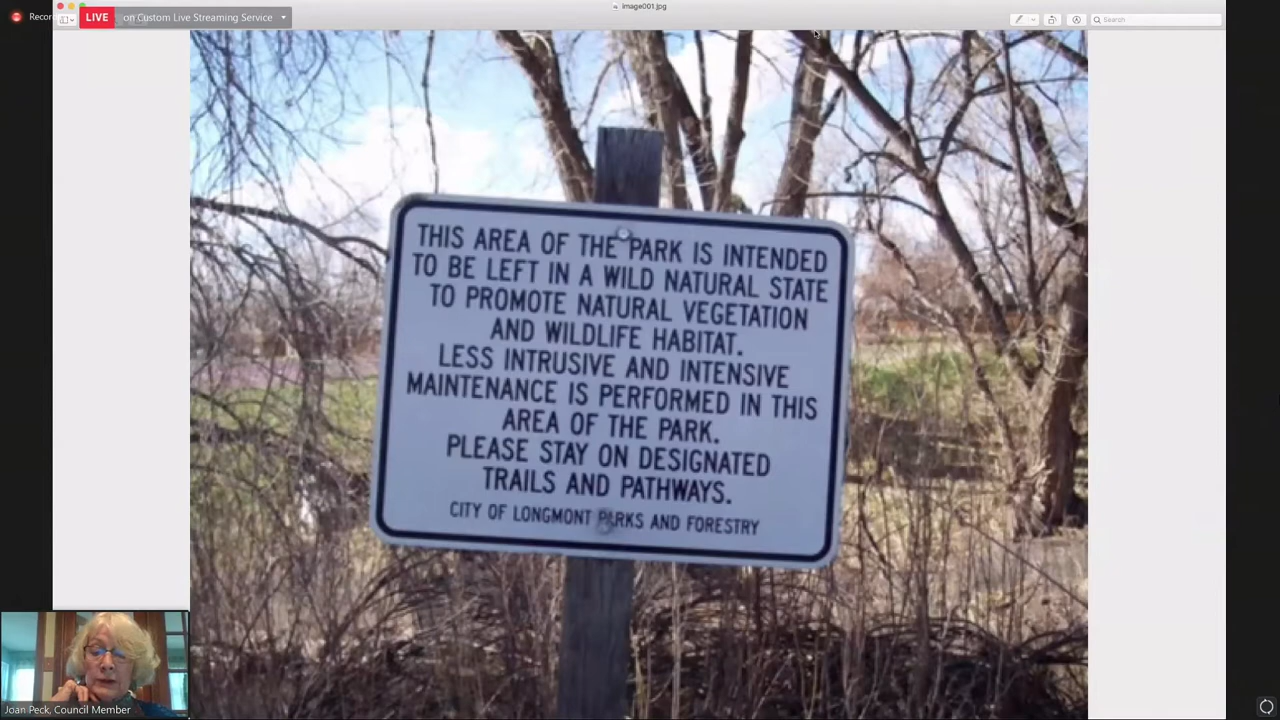 image001.jpg
Recor
LIVE
on Custom Live Streaming Service
Search
THIS AREA OF THE PARK IS INTENDED
TO BE LEFT IN A WILD NATURAL STATE
TO PROMOTE NATURAL VEGETATION
AND WILDLIFE HABITAT.
LESS INTRUSIVE AND INTENSIVE
MAINTENANCE IS PERFORMED IN THIS
AREA OF THE PARK.
PLEASE STAY ON DESIGNATED
TRAILS AND PATHWAYS.
CITY OF LONGMONT PARKS AND FORESTRY
Joan Peck, Council Member